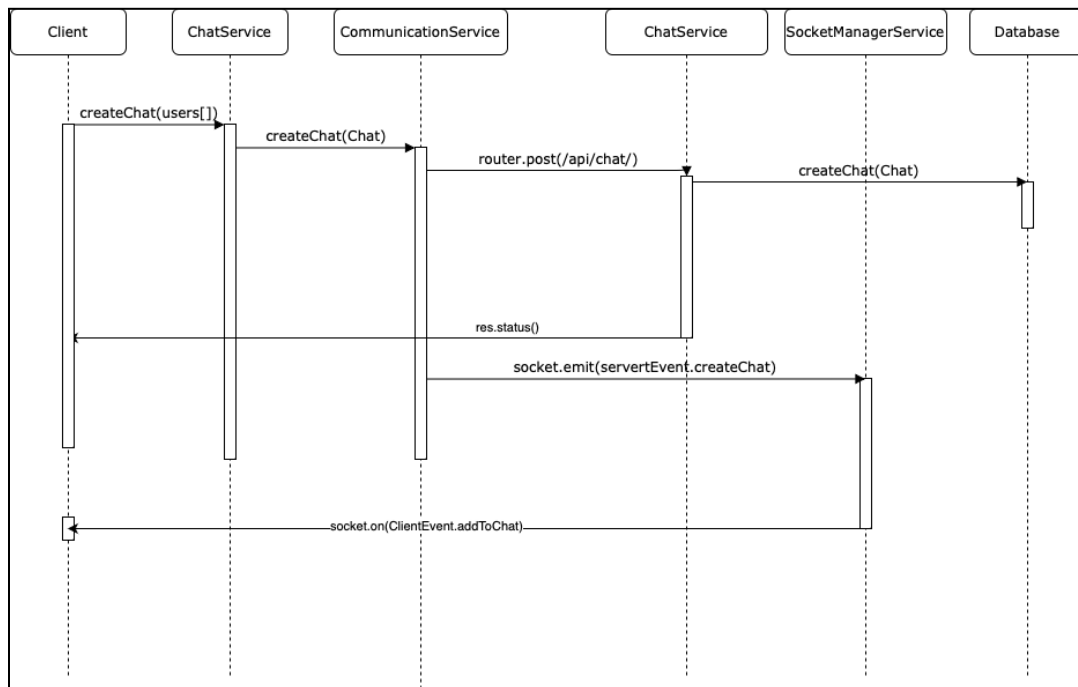 Client
ChatService
CommunicationService
ChatService
SocketManagerService
Database
createChat(users[])
createChat(Chat)
router.post(/api/chat/)
createChat(Chat)
res.status()
socket.emit(servertEvent.createChat)
socket.on(ClientEvent.addToChat)